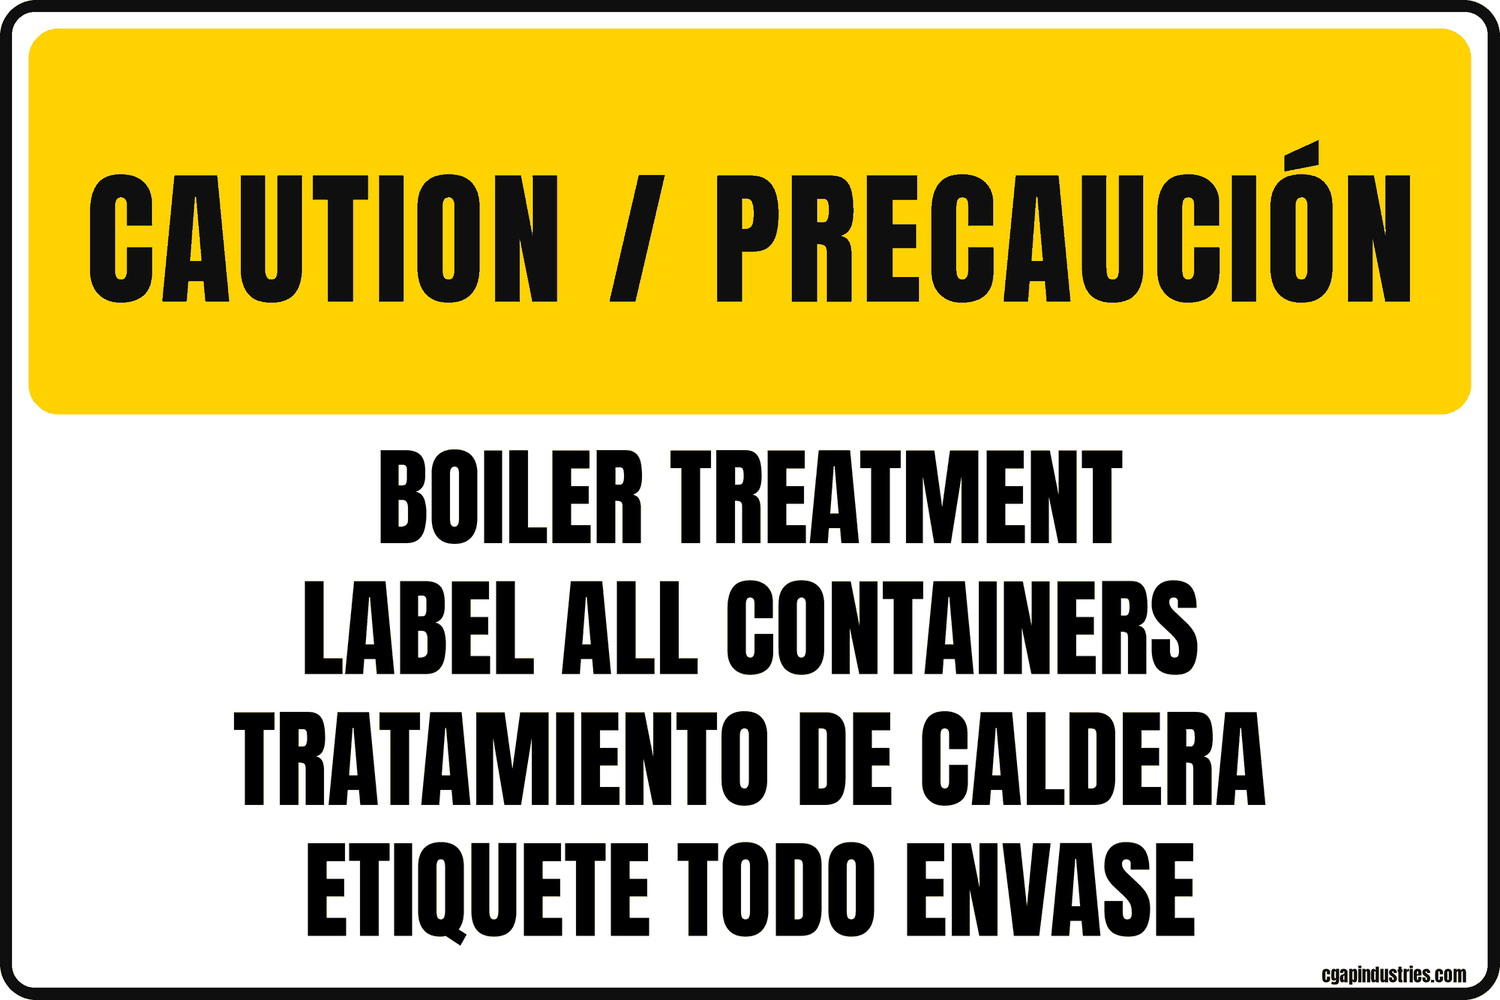 CAUTION / PRECAUCIÓN
BOILER TREATMENT
LABEL ALL CONTAINERS
TRATAMIENTO DE CALDERA
ETIQUETE TODO ENVASE
cgapindustries.com